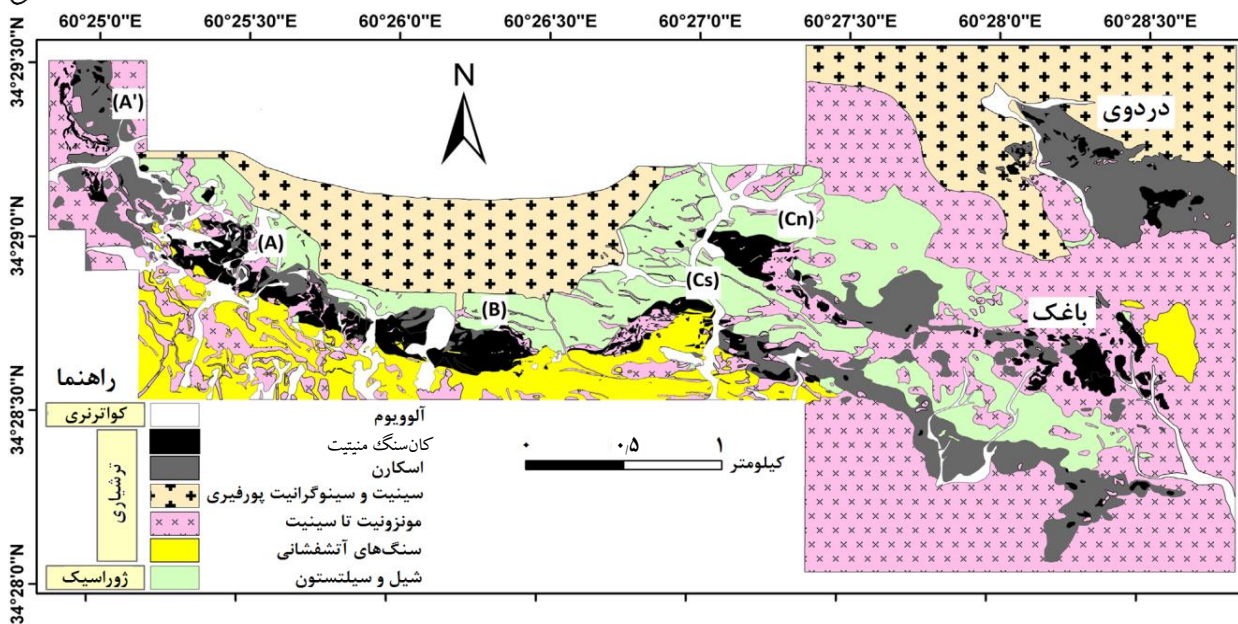 60°25'0"E 60°25'30"E 60°26'0"E 60°26'30"E 60°27'0"E 60°27'30"E 60°28'0"E 60°28'30"E
34°29'30"N
34°29'0"N
34°28'30"N
34°28'0"N
N
(A')
(A)
(B)
(Cn)
(Cs)
دردوی
باغک
راهنما
کواترنری
آلوویوم
ترشیاری
کان‌سنگ منیتیت
اسکارن
سینیت و سینوگرانیت پورفیری
مونزونیت تا سینیت
سنگ‌های آتشفشانی
ژوراسیک
شیل و سیلتستون
۰ ۰٫۵ ۱
کیلومتر